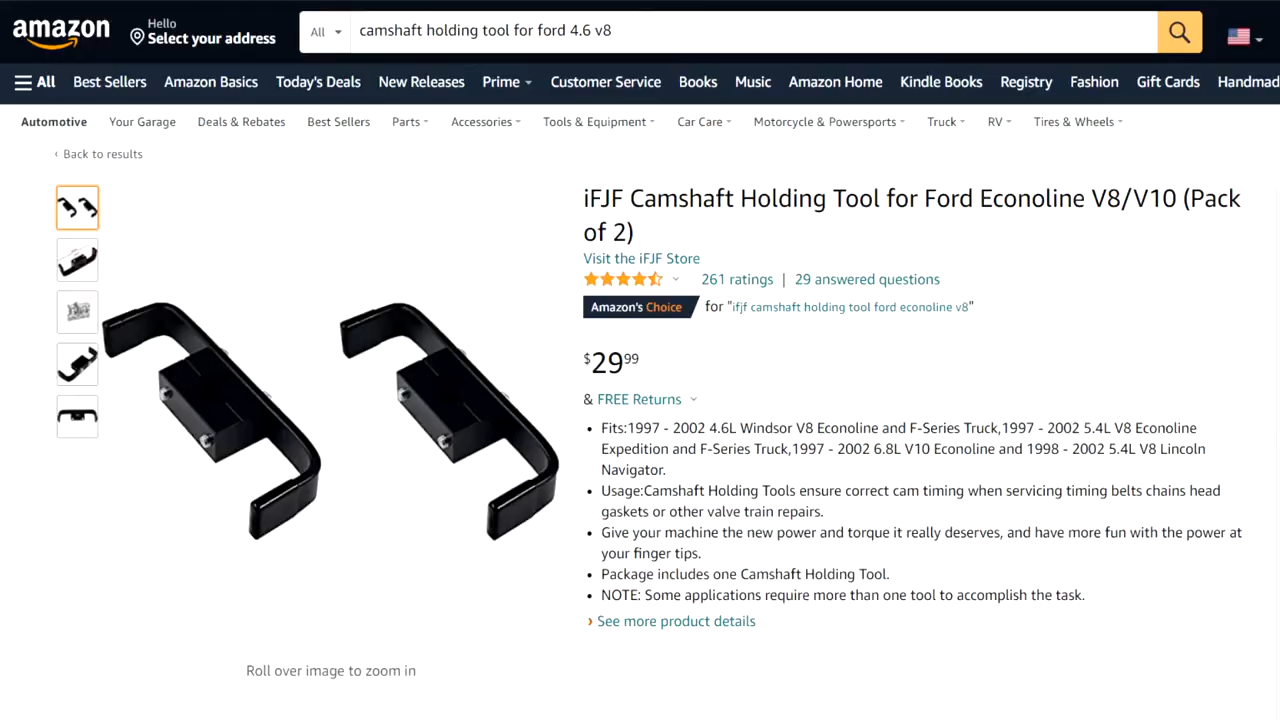 amazon
Hello
Select your address
All
camshaft holding tool for ford 4.6 v8
All Best Sellers Amazon Basics Today's Deals New Releases Prime Customer Service Books Music Amazon Home Kindle Books Registry Fashion Gift Cards Handmad
Automotive Your Garage Deals & Rebates Best Sellers Parts Accessories Tools & Equipment Car Care Motorcycle & Powersports Truck RV Tires & Wheels
‹ Back to results
iFJF Camshaft Holding Tool for Ford Econoline V8/V10 (Pack
of 2)
Visit the iFJF Store
261 ratings | 29 answered questions
Amazon's Choice for "ifjf camshaft holding tool ford econoline v8"
$2999
& FREE Returns
• Fits:1997 - 2002 4.6L Windsor V8 Econoline and F-Series Truck,1997 - 2002 5.4L V8 Econoline
Expedition and F-Series Truck,1997 - 2002 6.8L V10 Econoline and 1998 - 2002 5.4L V8 Lincoln
Navigator.
• Usage:Camshaft Holding Tools ensure correct cam timing when servicing timing belts chains head
gaskets or other valve train repairs.
• Give your machine the new power and torque it really deserves, and have more fun with the power at
your finger tips.
• Package includes one Camshaft Holding Tool.
• NOTE: Some applications require more than one tool to accomplish the task.
› See more product details
Roll over image to zoom in